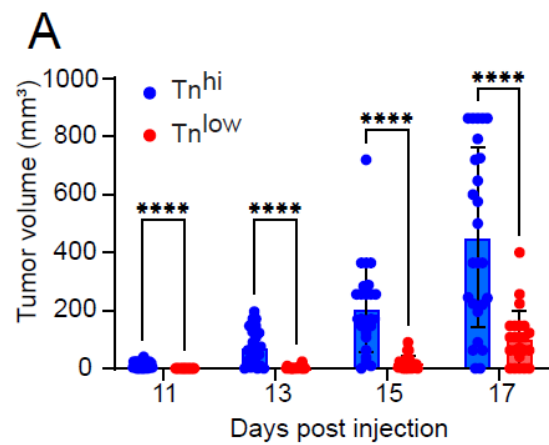 A
1000
800
600
400
200
0
Tumor volume (mm³)
Tn^hi
Tn^low
****
****
****
****
11 13 15 17
Days post injection